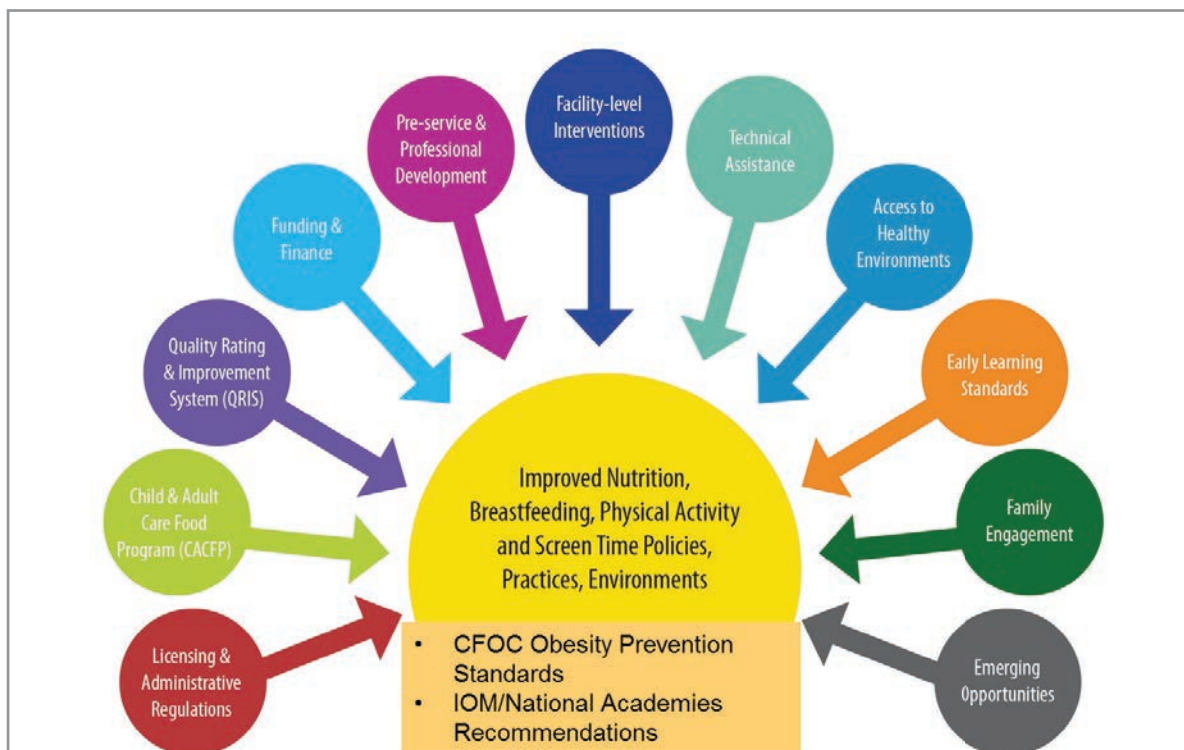 Facility-level
Interventions
Pre-service &
Professional
Development
Technical
Assistance
Funding &
Finance
Access to
Healthy
Environments
Quality Rating
& Improvement
System (QRIS)
Early Learning
Standards
Child & Adult
Care Food
Program (CACFP)
Family
Engagement
Licensing &
Administrative
Regulations
Emerging
Opportunities
Improved Nutrition,
Breastfeeding, Physical Activity
and Screen Time Policies,
Practices, Environments
• CFOC Obesity Prevention
Standards
• IOM/National Academies
Recommendations